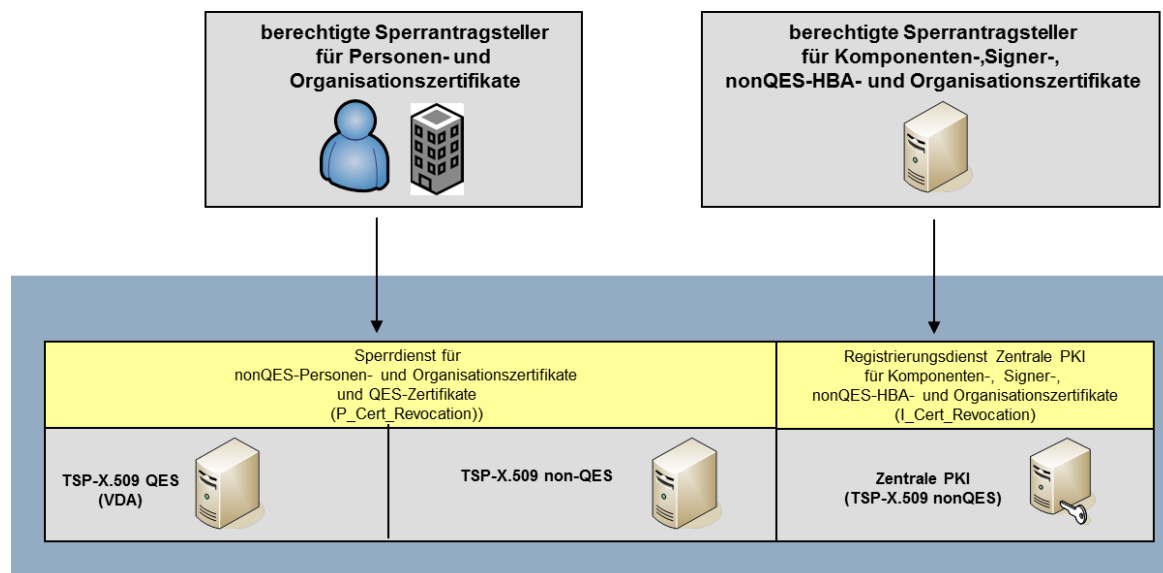 berechtigte Sperrantragsteller
für Personen- und
Organisationszertifikate
berechtigte Sperrantragsteller
für Komponenten-,Signer-,
nonQES-HBA- und Organisationszertifikate
Sperrdienst für
nonQES-Personen- und Organisationszertifikate
und QES-Zertifikate
(P_Cert_Revocation))
Registrierungsdienst Zentrale PKI
für Komponenten-, Signer-,
nonQES-HBA- und Organisationszertifikate
(I_Cert_Revocation)
TSP-X.509 QES
(VDA)
TSP-X.509 non-QES
Zentrale PKI
(TSP-X.509 nonQES)